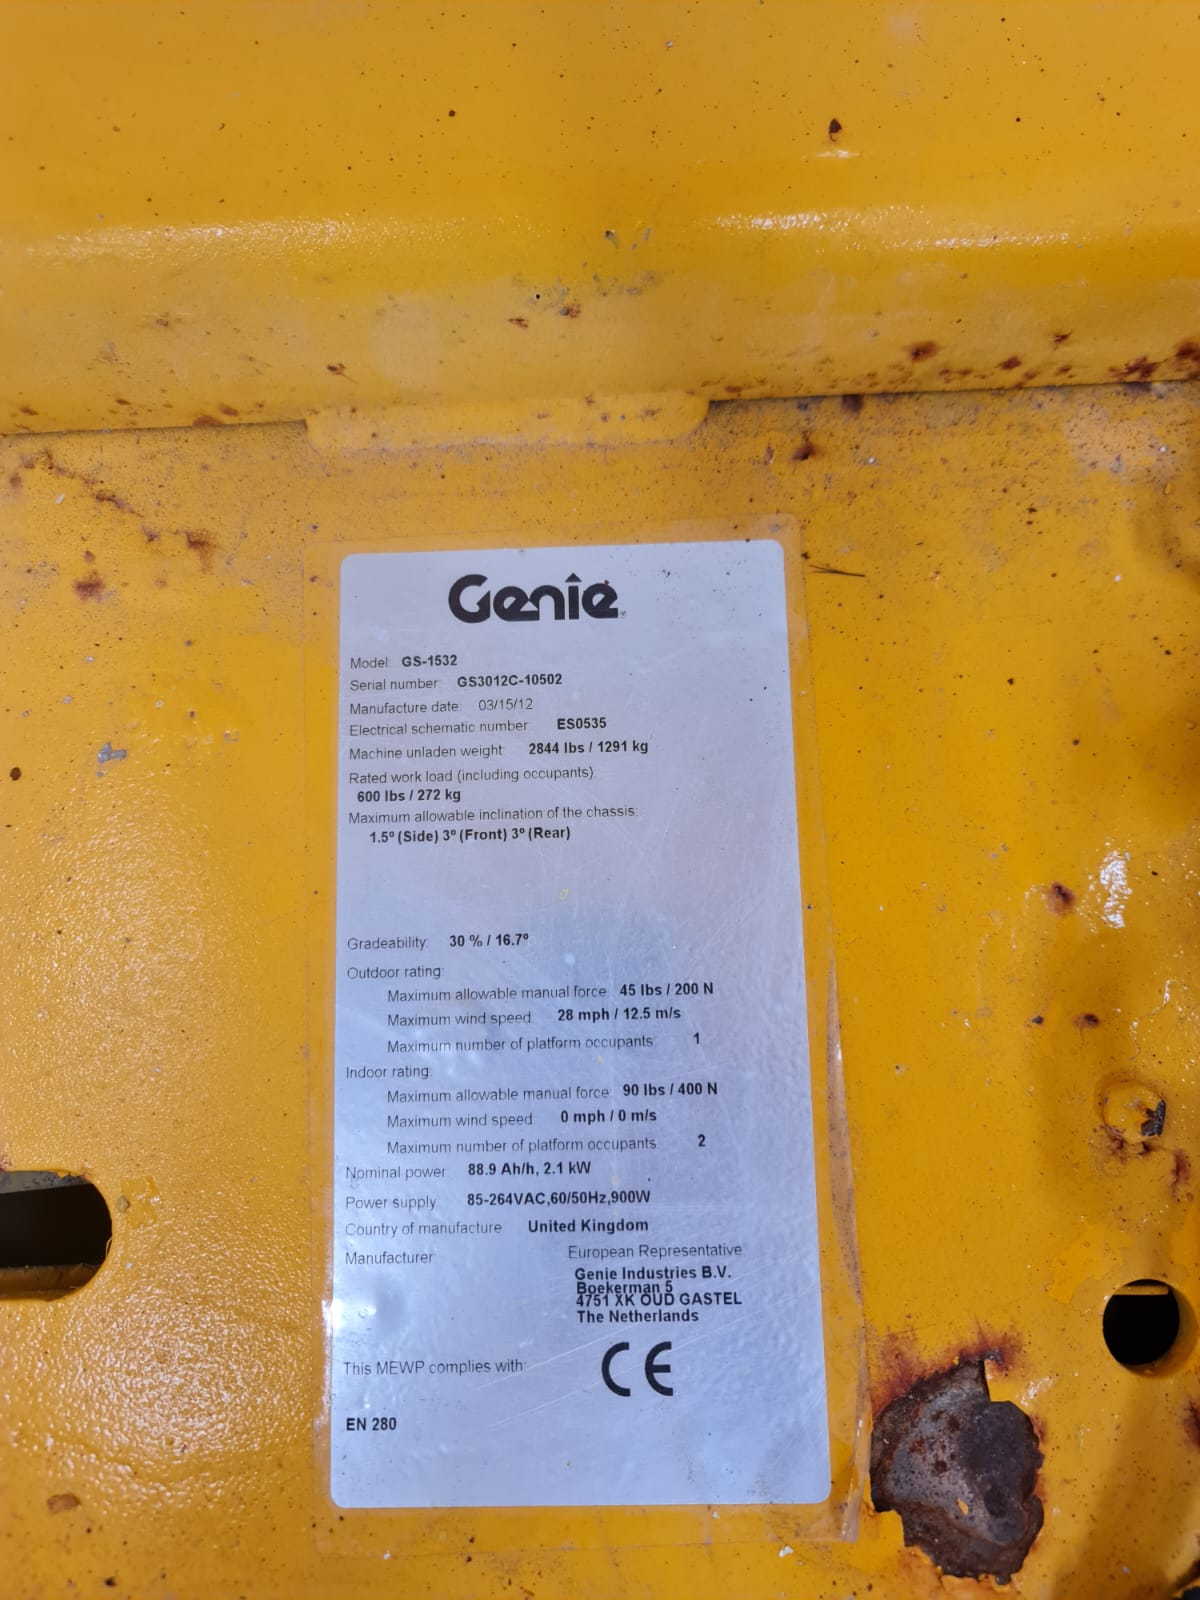 Genie
Model: GS-1532
Serial number: GS3012C-10502
Manufacture date: 03/15/12
Electrical schematic number: ES0535
Machine unladen weight: 2844 lbs / 1291 kg
Rated work load (including occupants):
600 lbs / 272 kg
Maximum allowable inclination of the chassis:
1.5º (Side) 3º (Front) 3º (Rear)
Gradeability: 30 % / 16.7º
Outdoor rating:
Maximum allowable manual force: 45 lbs / 200 N
Maximum wind speed: 28 mph / 12.5 m/s
Maximum number of platform occupants: 1
Indoor rating:
Maximum allowable manual force: 90 lbs / 400 N
Maximum wind speed: 0 mph / 0 m/s
Maximum number of platform occupants: 2
Nominal power: 88.9 Ah/h, 2.1 kW
Power supply: 85-264VAC,60/50Hz,900W
Country of manufacture: United Kingdom
Manufacturer: European Representative
Genie Industries B.V.
Boekerman 5
4751 XK OUD GASTEL
The Netherlands
This MEWP complies with: CE
EN 280